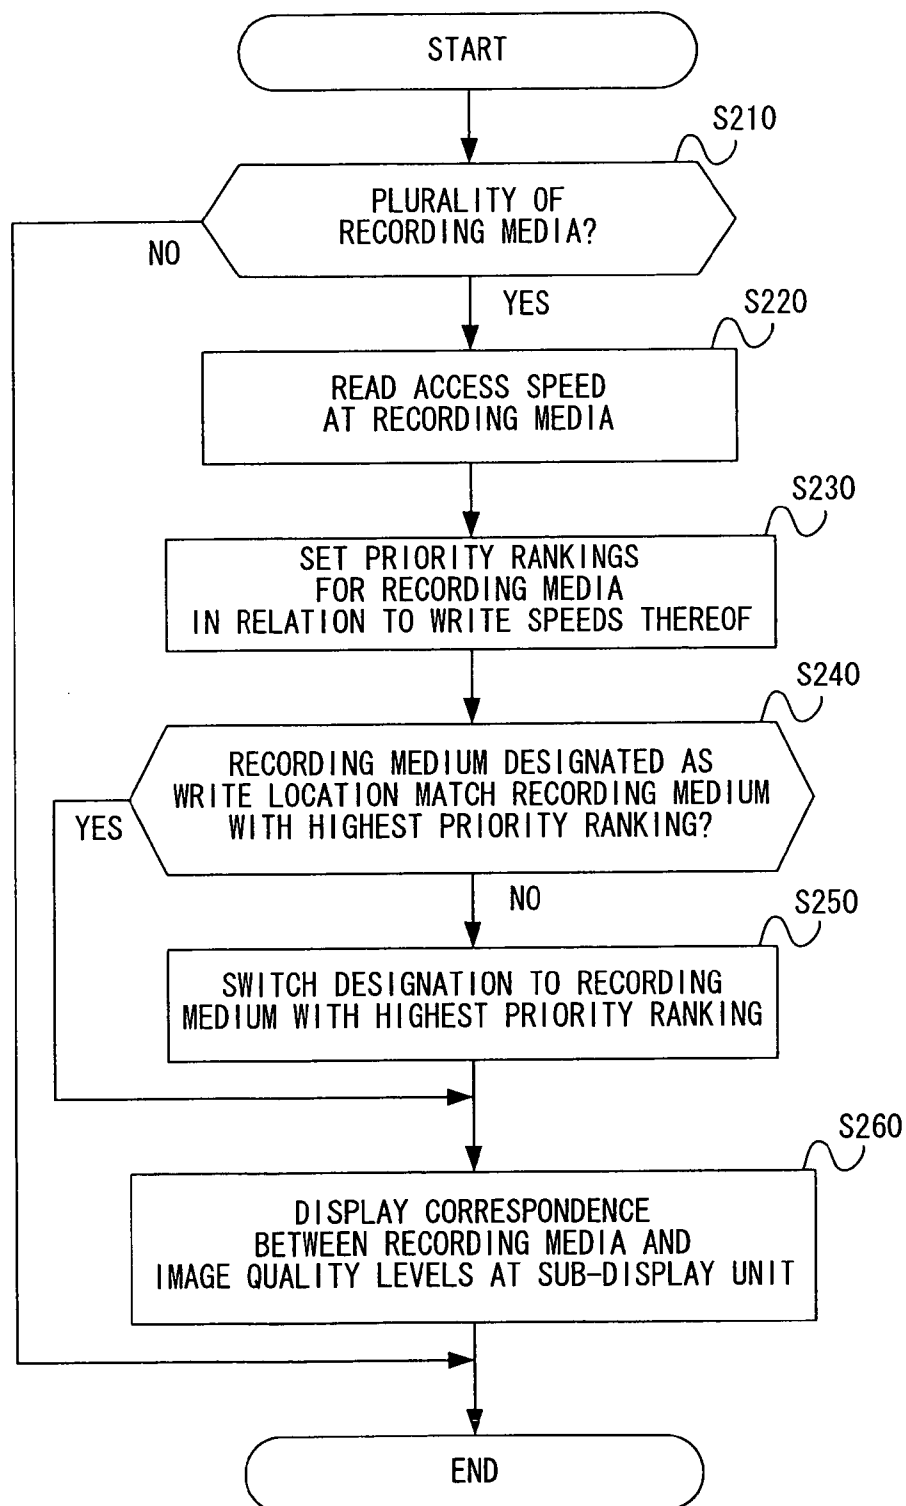 START
S210
PLURALITY OF
RECORDING MEDIA?
NO
YES
S220
READ ACCESS SPEED
AT RECORDING MEDIA
S230
SET PRIORITY RANKINGS
FOR RECORDING MEDIA
IN RELATION TO WRITE SPEEDS THEREOF
S240
RECORDING MEDIUM DESIGNATED AS
WRITE LOCATION MATCH RECORDING MEDIUM
WITH HIGHEST PRIORITY RANKING?
YES
NO
S250
SWITCH DESIGNATION TO RECORDING
MEDIUM WITH HIGHEST PRIORITY RANKING
S260
DISPLAY CORRESPONDENCE
BETWEEN RECORDING MEDIA AND
IMAGE QUALITY LEVELS AT SUB-DISPLAY UNIT
END